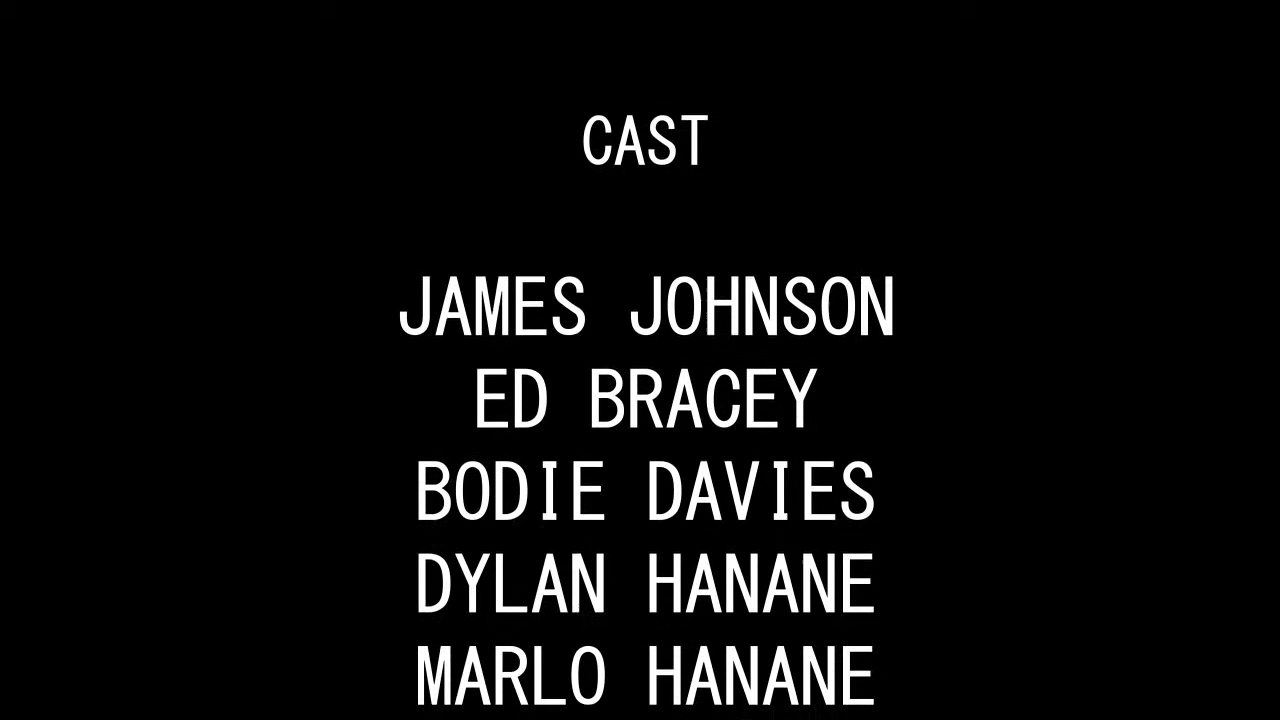 CAST
JAMES JOHNSON
ED BRACEY
BODIE DAVIES
DYLAN HANANE
MARLO HANANE